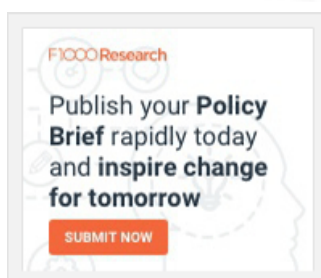 F1000Research
Publish your Policy
Brief rapidly today
and inspire change
for tomorrow
SUBMIT NOW